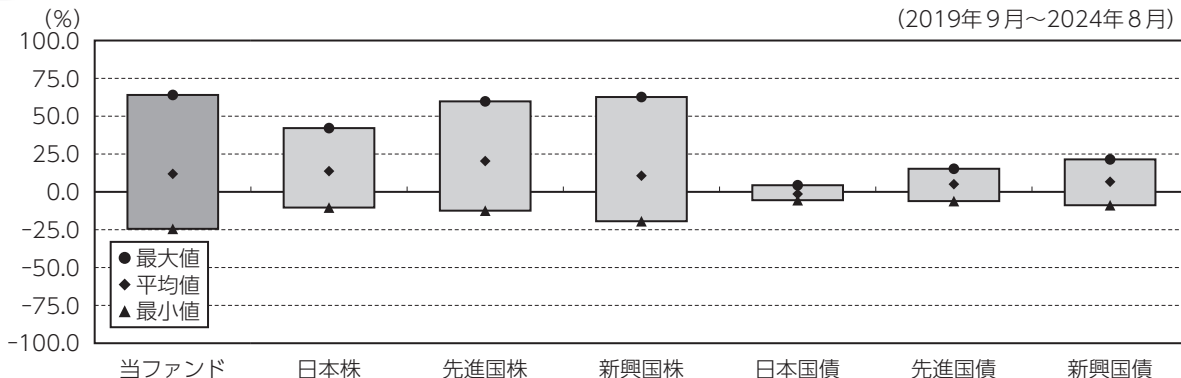 (%)
(2019年9月～2024年8月)
100.0
75.0
50.0
25.0
0.0
-25.0
-50.0
-75.0
-100.0
●最大値
◆平均値
▲最小値
当ファンド 日本株 先進国株 新興国株 日本国債 先進国債 新興国債